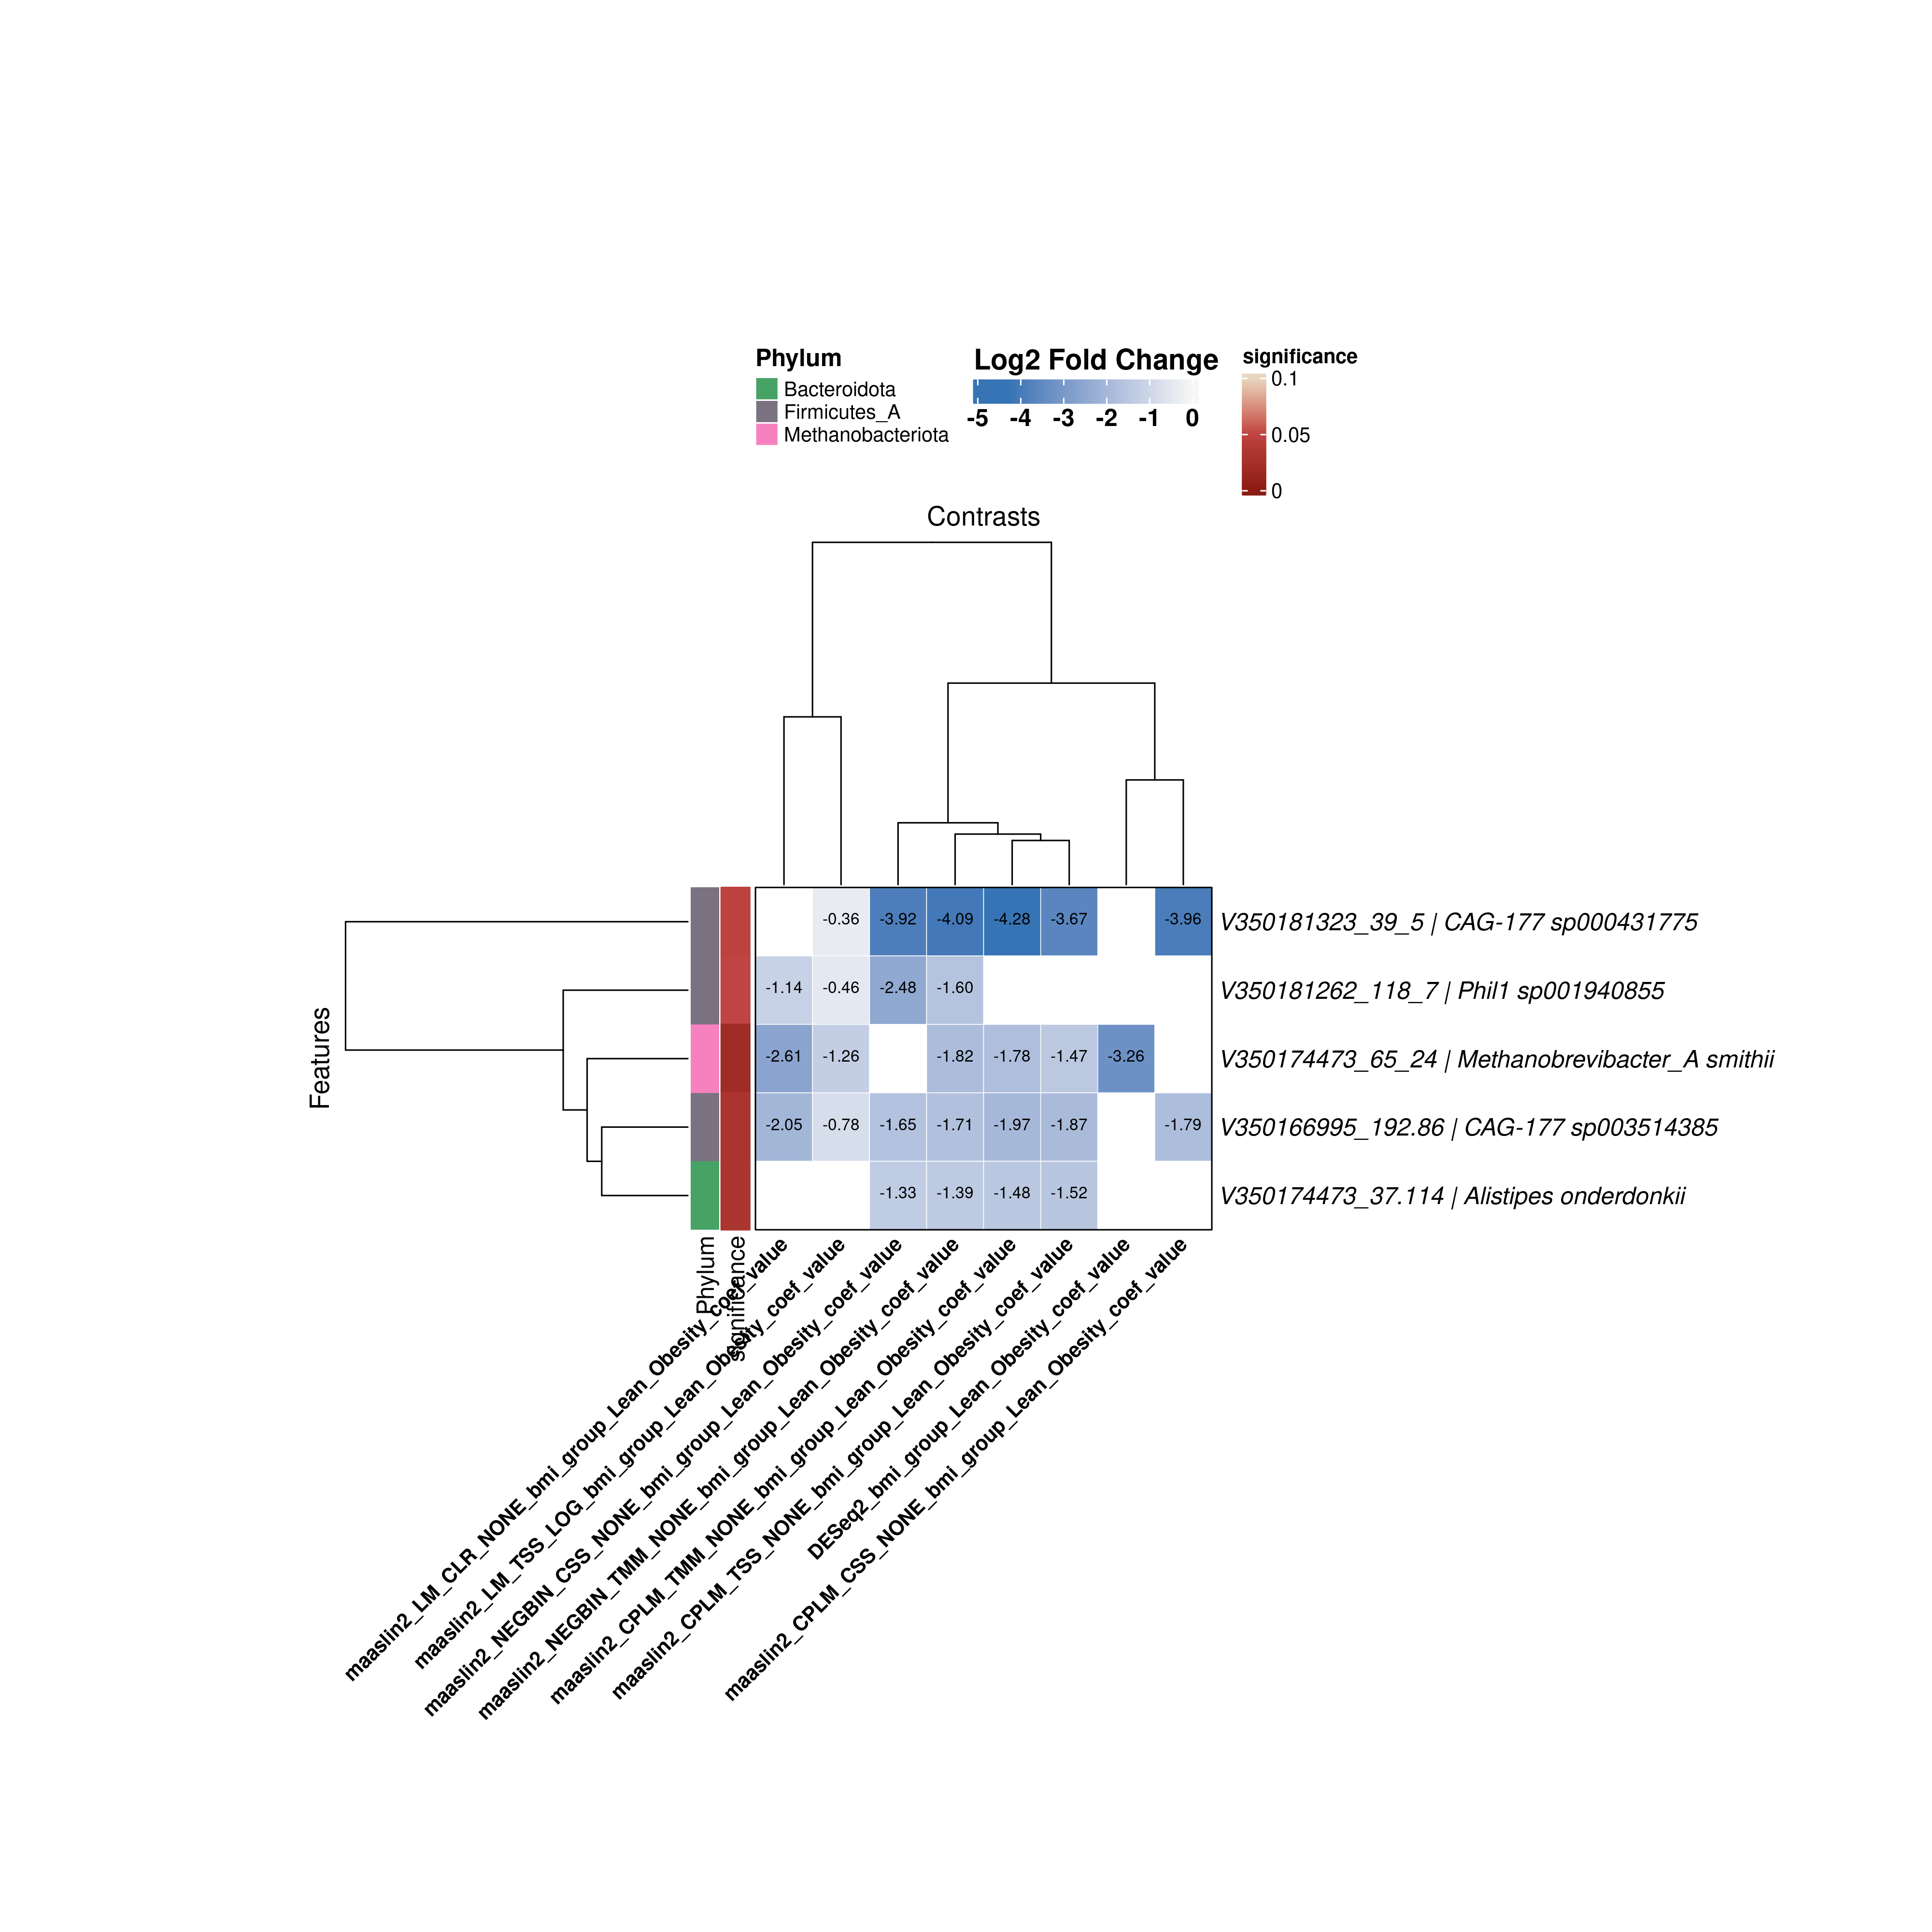 Phylum
Bacteroidota
Firmicutes_A
Methanobacteriota
Log2 Fold Change
-5 -4 -3 -2 -1 0
significance
0.1
0.05
0
Contrasts
Features
-0.36 -3.92 -4.09 -4.28 -3.67 -3.96 V350181323_39_5 | CAG-177 sp000431775
-1.14 -0.46 -2.48 -1.60 V350181262_118_7 | Phil1 sp001940855
-2.61 -1.26 -1.82 -1.78 -1.47 -3.26 V350174473_65_24 | Methanobrevibacter_A smithii
-2.05 -0.78 -1.65 -1.71 -1.97 -1.87 -1.79 V350166995_192.86 | CAG-177 sp003514385
-1.33 -1.39 -1.48 -1.52 V350174473_37.114 | Alistipes onderdonkii
Phylum
significance
maaslin2_LM_CLR_NONE_bmi_group_Lean_Obesity_coef_value
maaslin2_LM_TSS_LOG_bmi_group_Lean_Obesity_coef_value
maaslin2_NEGBIN_CSS_NONE_bmi_group_Lean_Obesity_coef_value
maaslin2_NEGBIN_TMM_NONE_bmi_group_Lean_Obesity_coef_value
maaslin2_CPLM_TMM_NONE_bmi_group_Lean_Obesity_coef_value
maaslin2_CPLM_TSS_NONE_bmi_group_Lean_Obesity_coef_value
DESeq2_bmi_group_Lean_Obesity_coef_value
maaslin2_CPLM_CSS_NONE_bmi_group_Lean_Obesity_coef_value